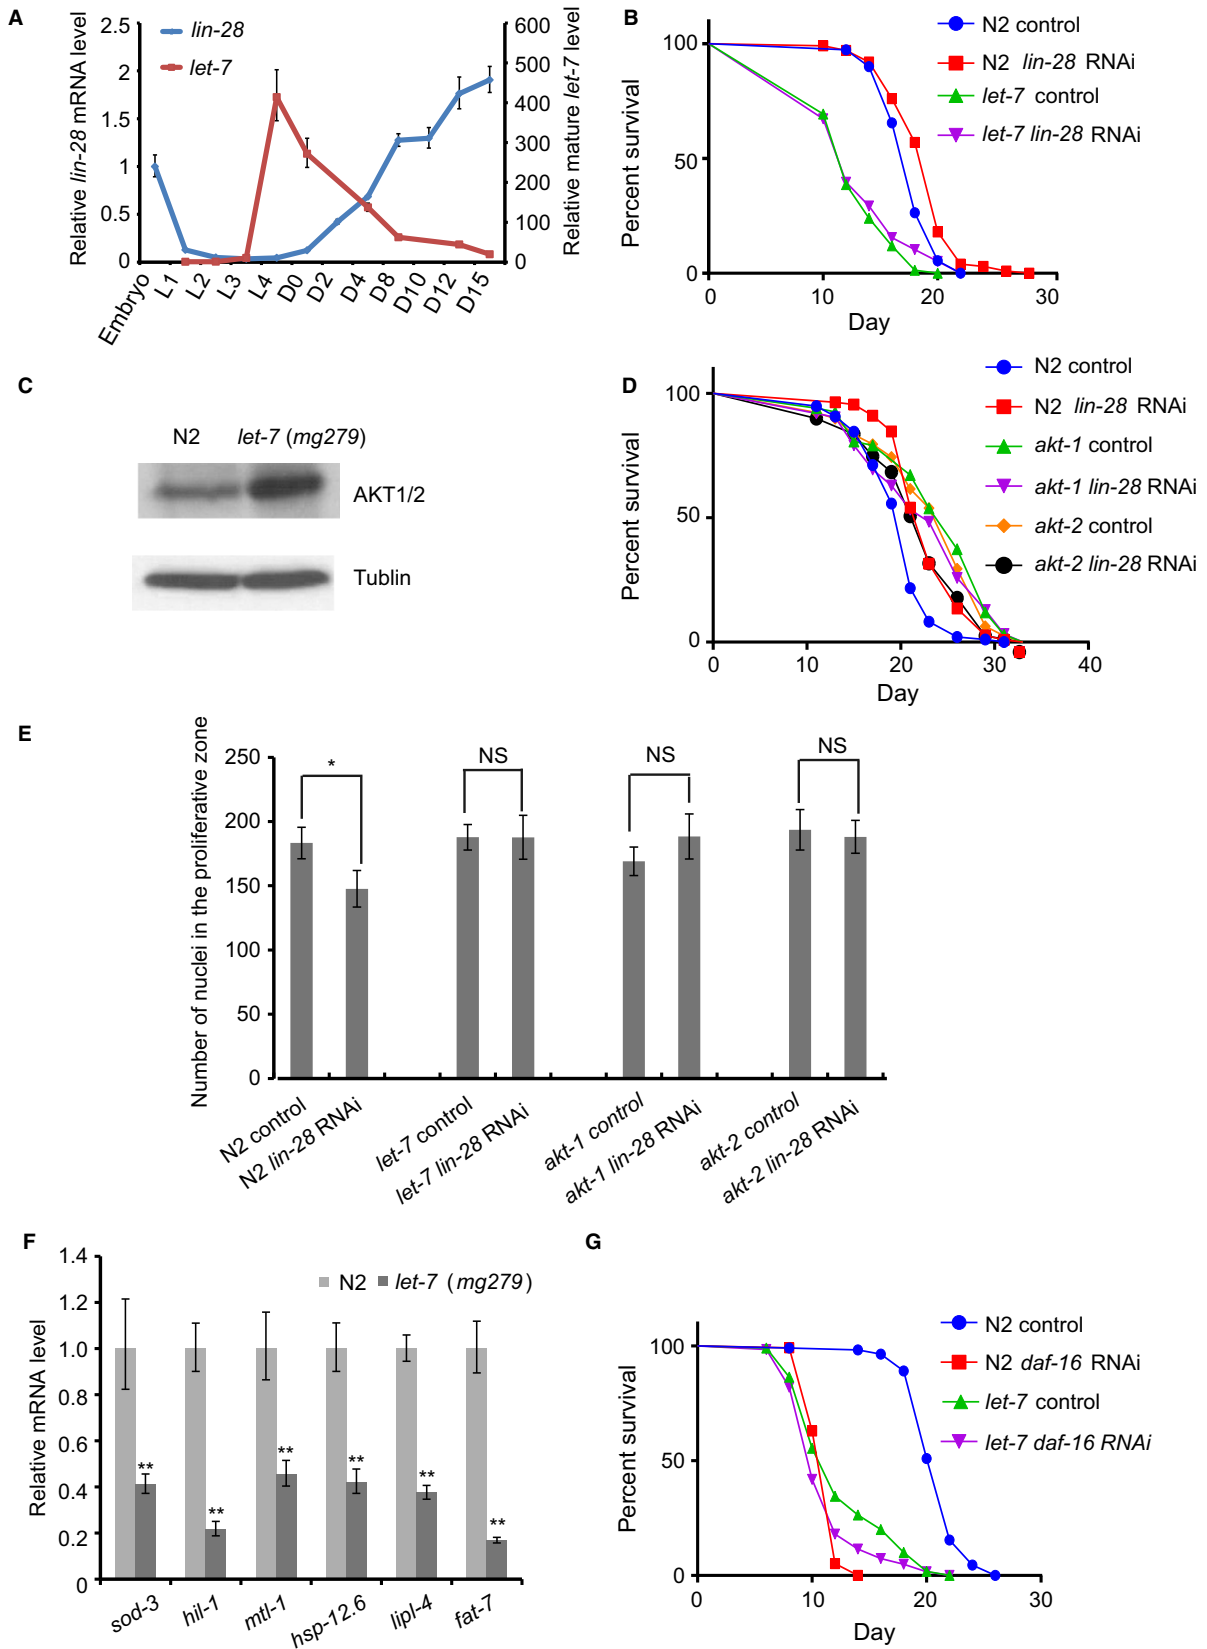 A
Relative lin-28 mRNA level
2.5
2
1.5
1
0.5
0
lin-28
let-7
600
500
400
300
200
100
0
Relative mature let-7 level
Embryo
L1
L2
L3
L4
D0
D2
D4
D8
D10
D12
D15
B
Percent survival
100
50
0
0
10
20
30
Day
N2 control
N2 lin-28 RNAi
let-7 control
let-7 lin-28 RNAi
C
N2
let-7 (mg279)
AKT1/2
Tublin
D
Percent survival
100
50
0
0
10
20
30
40
Day
N2 control
N2 lin-28 RNAi
akt-1 control
akt-1 lin-28 RNAi
akt-2 control
akt-2 lin-28 RNAi
E
Number of nuclei in the proliferative zone
250
200
150
100
50
0
*
NS
NS
NS
N2 control
N2 lin-28 RNAi
let-7 control
let-7 lin-28 RNAi
akt-1 control
akt-1 lin-28 RNAi
akt-2 control
akt-2 lin-28 RNAi
F
Relative mRNA level
1.4
1.2
1.0
0.8
0.6
0.4
0.2
0
N2
let-7 (mg279)
**
**
**
**
**
**
sod-3
hil-1
mtl-1
hsp-12.6
lipl-4
fat-7
G
Percent survival
100
50
0
0
10
20
30
Day
N2 control
N2 daf-16 RNAi
let-7 control
let-7 daf-16 RNAi